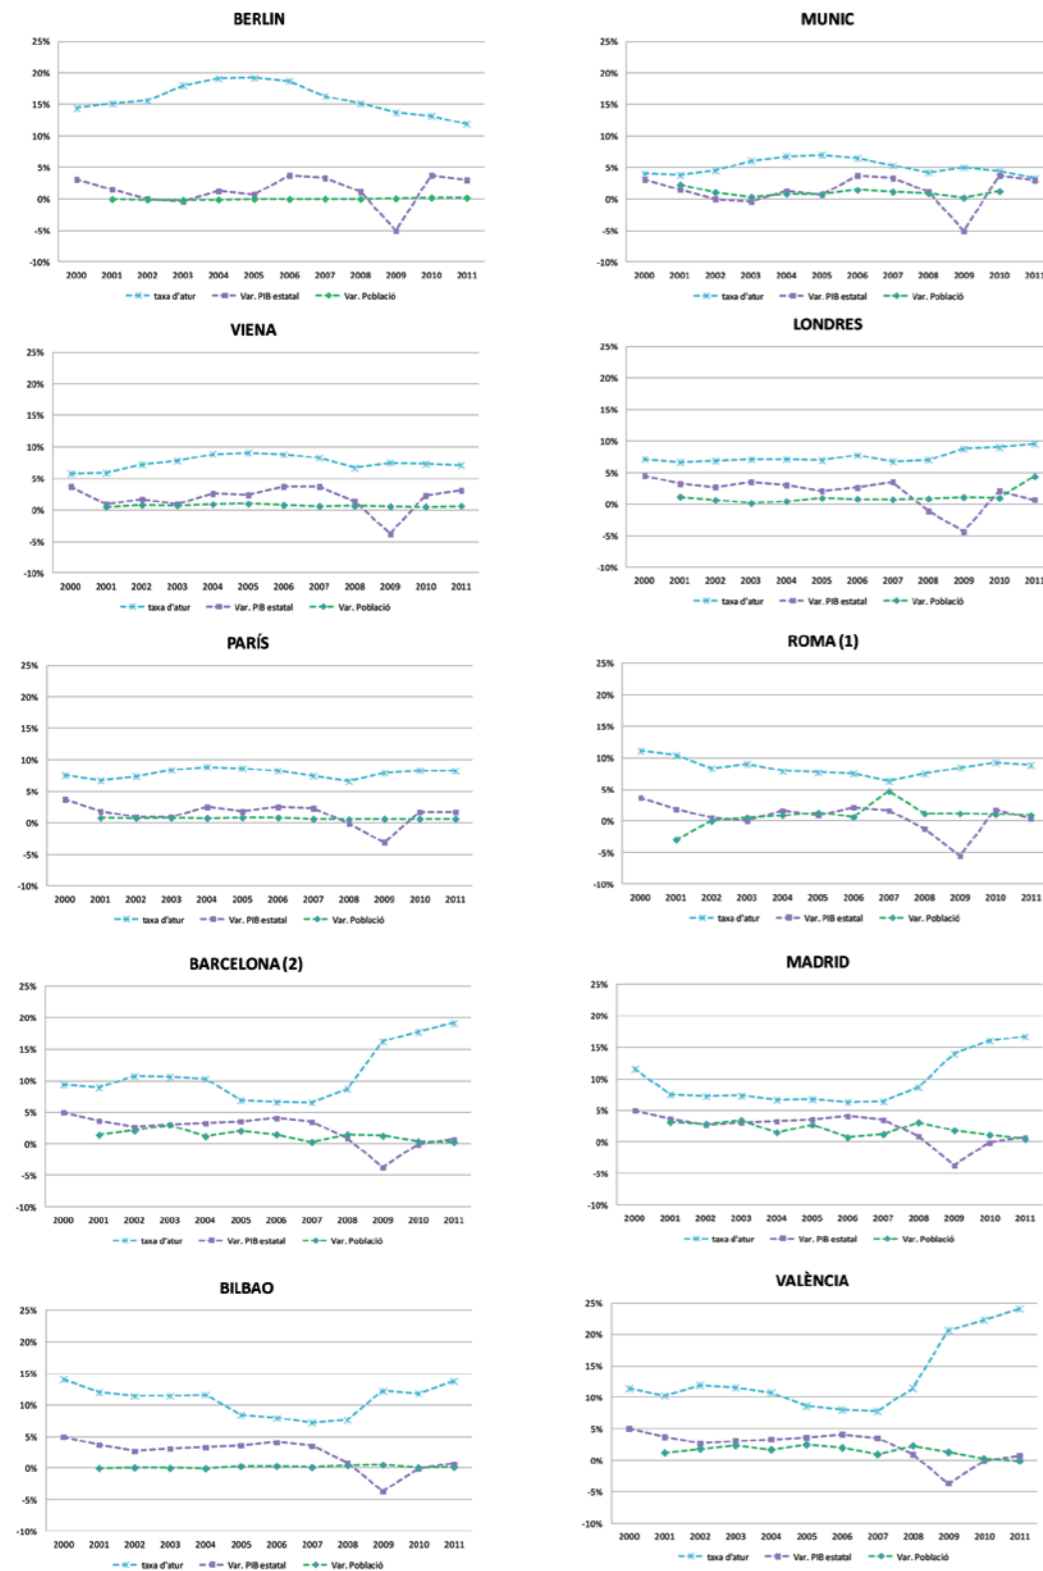 BERLIN
25%
20%
15%
10%
5%
0%
-5%
-10%
2000 2001 2002 2003 2004 2005 2006 2007 2008 2009 2010 2011
taxa d'atur Var. PIB estatal Var. Població
MUNIC
25%
20%
15%
10%
5%
0%
-5%
-10%
2000 2001 2002 2003 2004 2005 2006 2007 2008 2009 2010 2011
taxa d'atur Var. PIB estatal Var. Població
VIENA
25%
20%
15%
10%
5%
0%
-5%
-10%
2000 2001 2002 2003 2004 2005 2006 2007 2008 2009 2010 2011
taxa d'atur Var. PIB estatal Var. Població
LONDRES
25%
20%
15%
10%
5%
0%
-5%
-10%
2000 2001 2002 2003 2004 2005 2006 2007 2008 2009 2010 2011
taxa d'atur Var. PIB estatal Var. Població
PARÍS
25%
20%
15%
10%
5%
0%
-5%
-10%
2000 2001 2002 2003 2004 2005 2006 2007 2008 2009 2010 2011
taxa d'atur Var. PIB estatal Var. Població
ROMA (1)
25%
20%
15%
10%
5%
0%
-5%
-10%
2000 2001 2002 2003 2004 2005 2006 2007 2008 2009 2010 2011
taxa d'atur Var. PIB estatal Var. Població
BARCELONA (2)
25%
20%
15%
10%
5%
0%
-5%
-10%
2000 2001 2002 2003 2004 2005 2006 2007 2008 2009 2010 2011
taxa d'atur Var. PIB estatal Var. Població
MADRID
25%
20%
15%
10%
5%
0%
-5%
-10%
2000 2001 2002 2003 2004 2005 2006 2007 2008 2009 2010 2011
taxa d'atur Var. PIB estatal Var. Població
BILBAO
25%
20%
15%
10%
5%
0%
-5%
-10%
2000 2001 2002 2003 2004 2005 2006 2007 2008 2009 2010 2011
taxa d'atur Var. PIB estatal Var. Població
VALÈNCIA
25%
20%
15%
10%
5%
0%
-5%
-10%
2000 2001 2002 2003 2004 2005 2006 2007 2008 2009 2010 2011
taxa d'atur Var. PIB estatal Var. Població